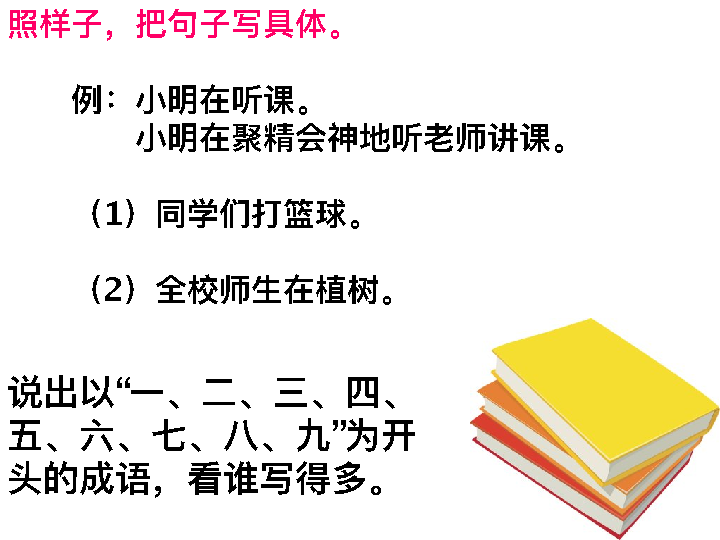 照样子，把句子写具体。
例：小明在听课。
小明在聚精会神地听老师讲课。
（1）同学们打篮球。
（2）全校师生在植树。
说出以“一、二、三、四、
五、六、七、八、九”为开
头的成语，看谁写得多。